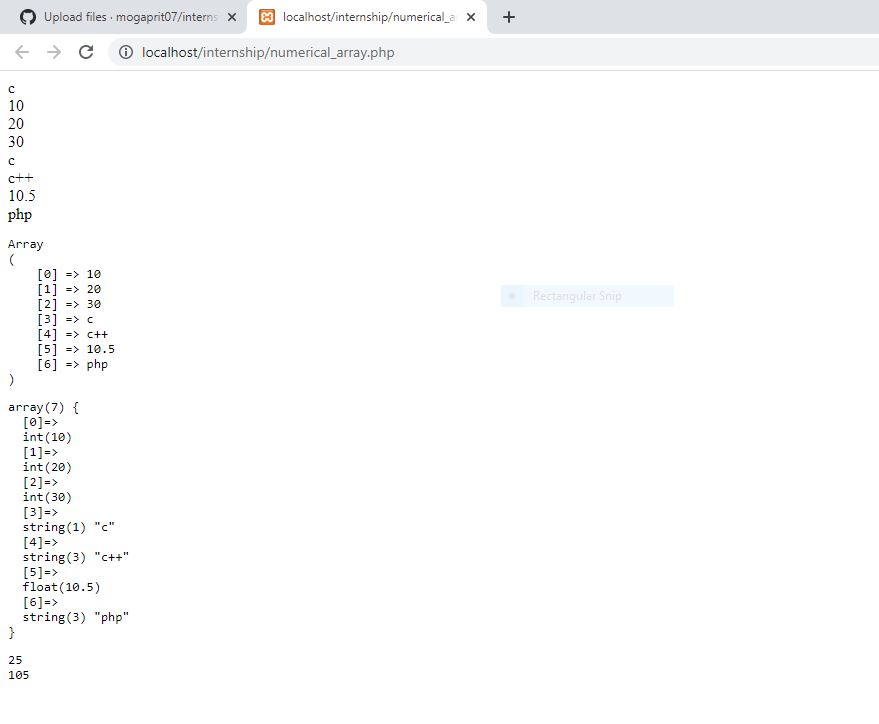 Upload files · mogaprit07/interns
localhost/internship/numerical_a
localhost/internship/numerical_array.php
c
10
20
30
c
c++
10.5
php
Array
(
    [0] => 10
    [1] => 20
    [2] => 30
    [3] => c
    [4] => c++
    [5] => 10.5
    [6] => php
)
Rectangular Snip
array(7) {
  [0]=>
  int(10)
  [1]=>
  int(20)
  [2]=>
  int(30)
  [3]=>
  string(1) "c"
  [4]=>
  string(3) "c++"
  [5]=>
  float(10.5)
  [6]=>
  string(3) "php"
}
25
105